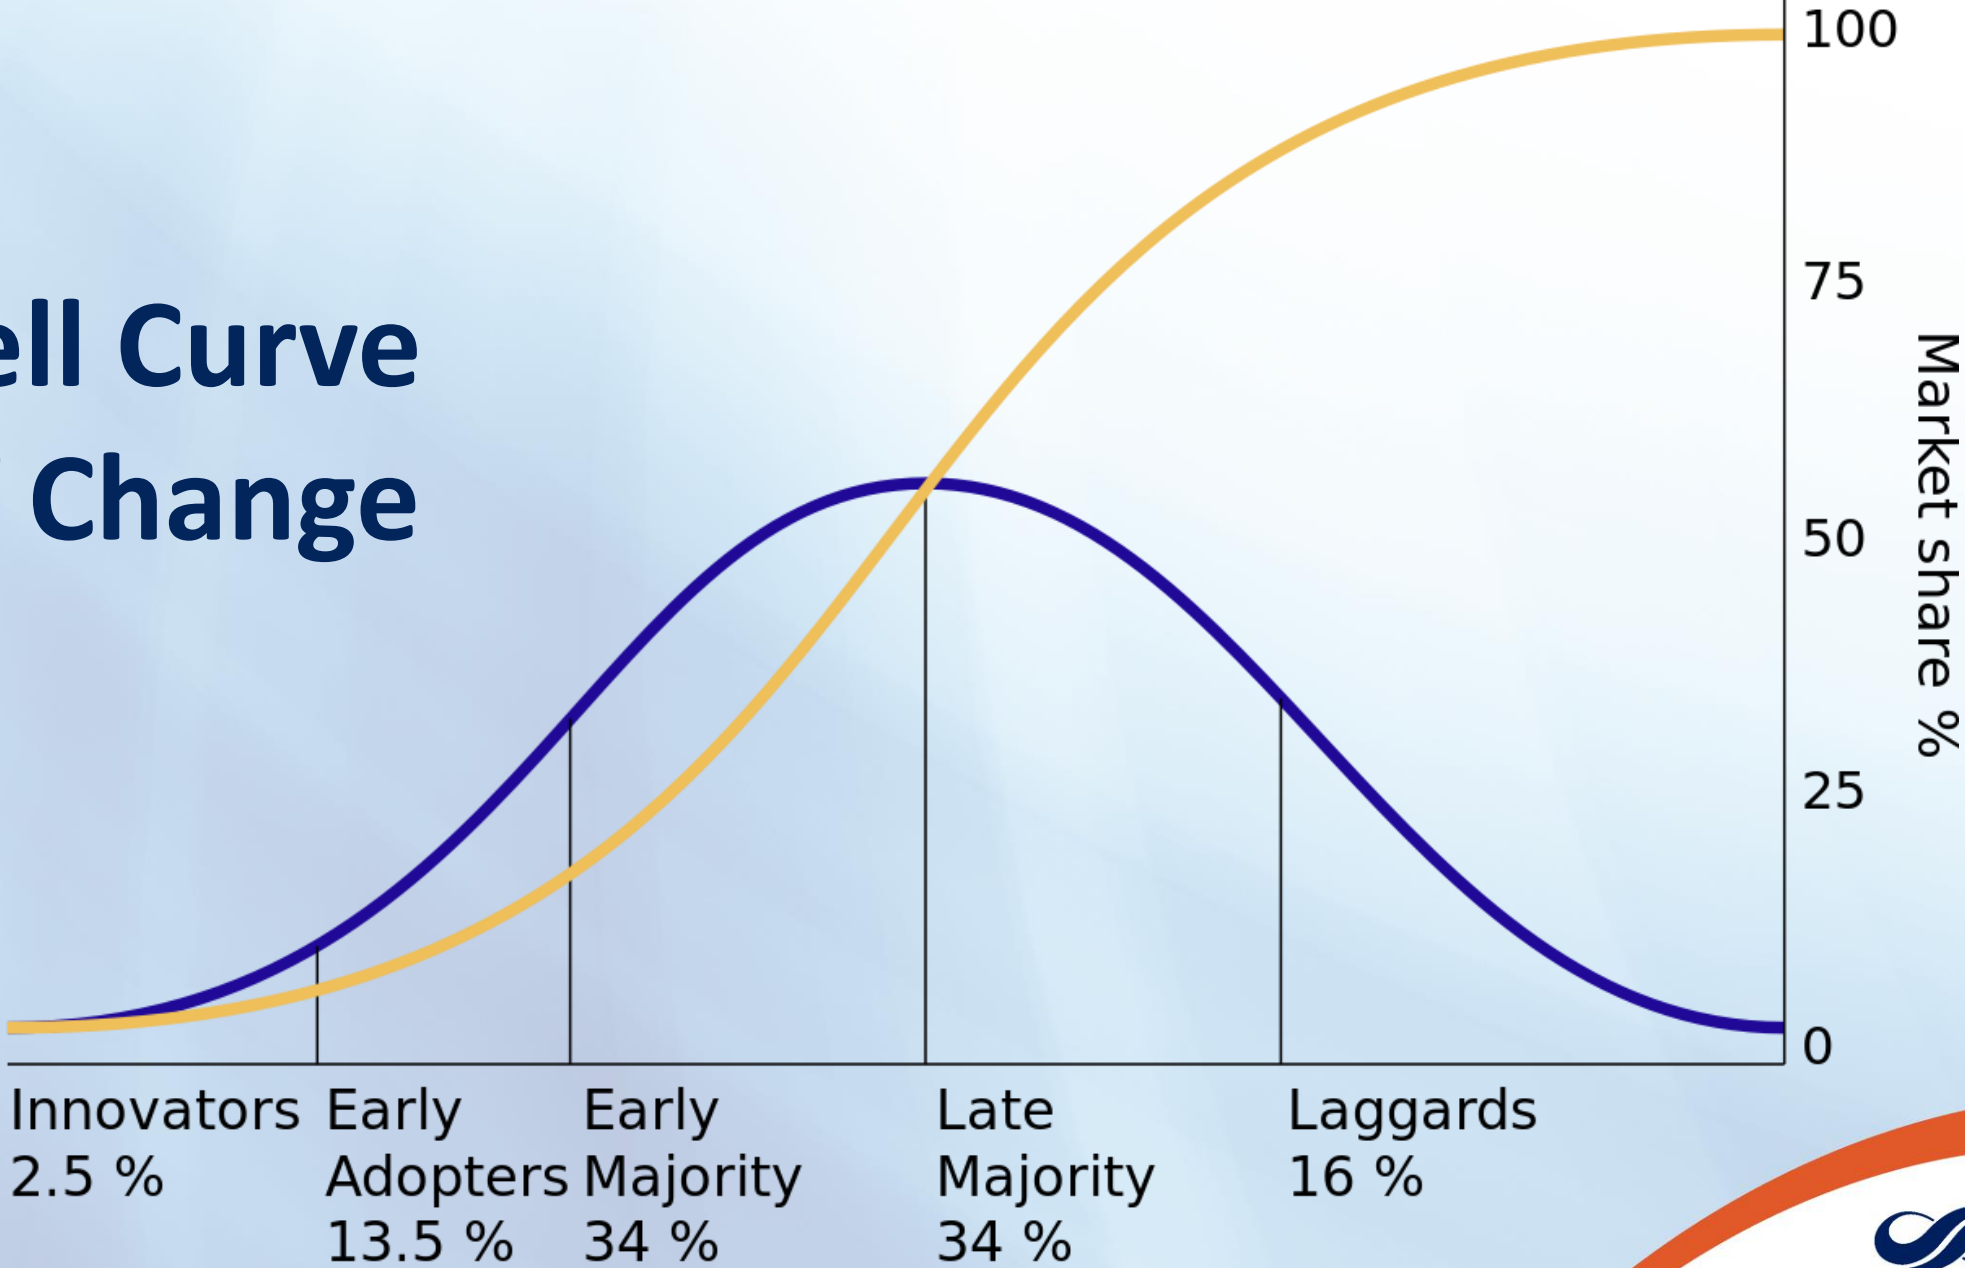 ell Curve
Change
100
75
50
25
0
Market share %
Innovators
2.5 %
Early
Adopters
13.5 %
Early
Majority
34 %
Late
Majority
34 %
Laggards
16 %